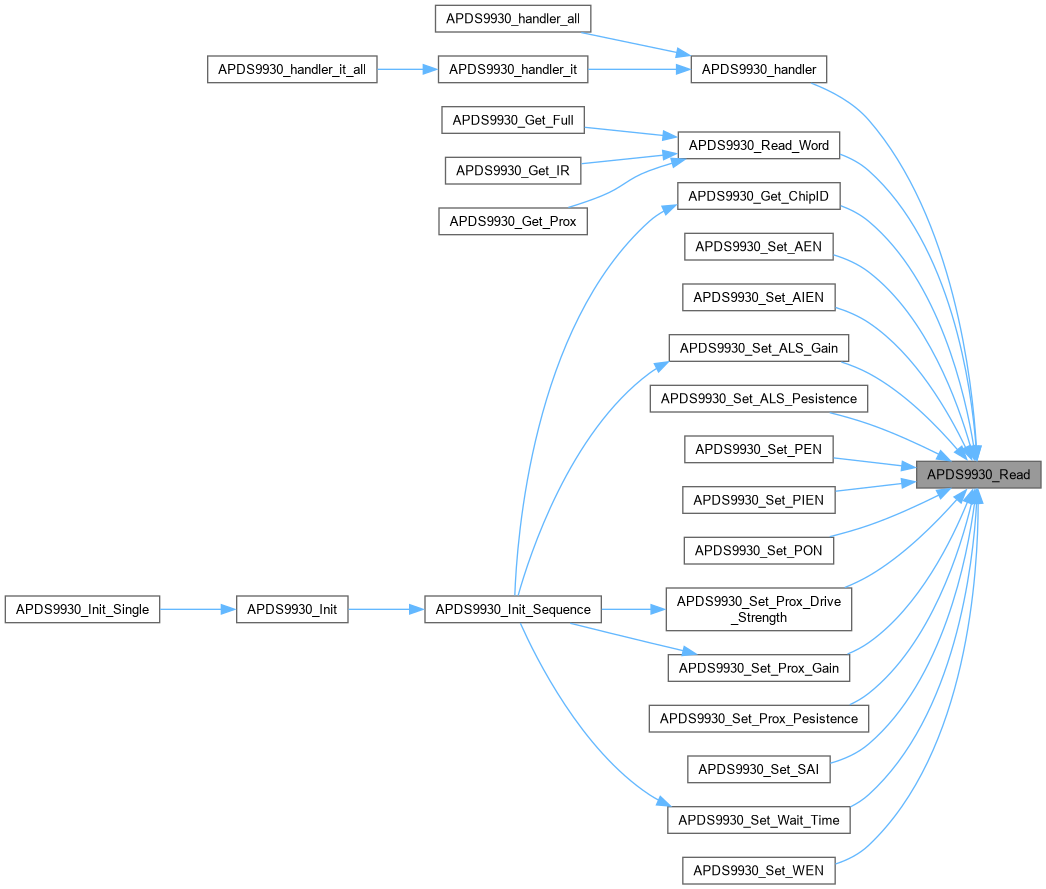 APDS9930_handler_all
APDS9930_handler_it_all
APDS9930_handler_it
APDS9930_handler
APDS9930_Get_Full
APDS9930_Read_Word
APDS9930_Get_IR
APDS9930_Get_ChipID
APDS9930_Get_Prox
APDS9930_Set_AEN
APDS9930_Set_AIEN
APDS9930_Set_ALS_Gain
APDS9930_Set_ALS_Pesistence
APDS9930_Set_PEN
APDS9930_Read
APDS9930_Set_PIEN
APDS9930_Set_PON
APDS9930_Init_Single
APDS9930_Init
APDS9930_Init_Sequence
APDS9930_Set_Prox_Drive
_Strength
APDS9930_Set_Prox_Gain
APDS9930_Set_Prox_Pesistence
APDS9930_Set_SAI
APDS9930_Set_Wait_Time
APDS9930_Set_WEN